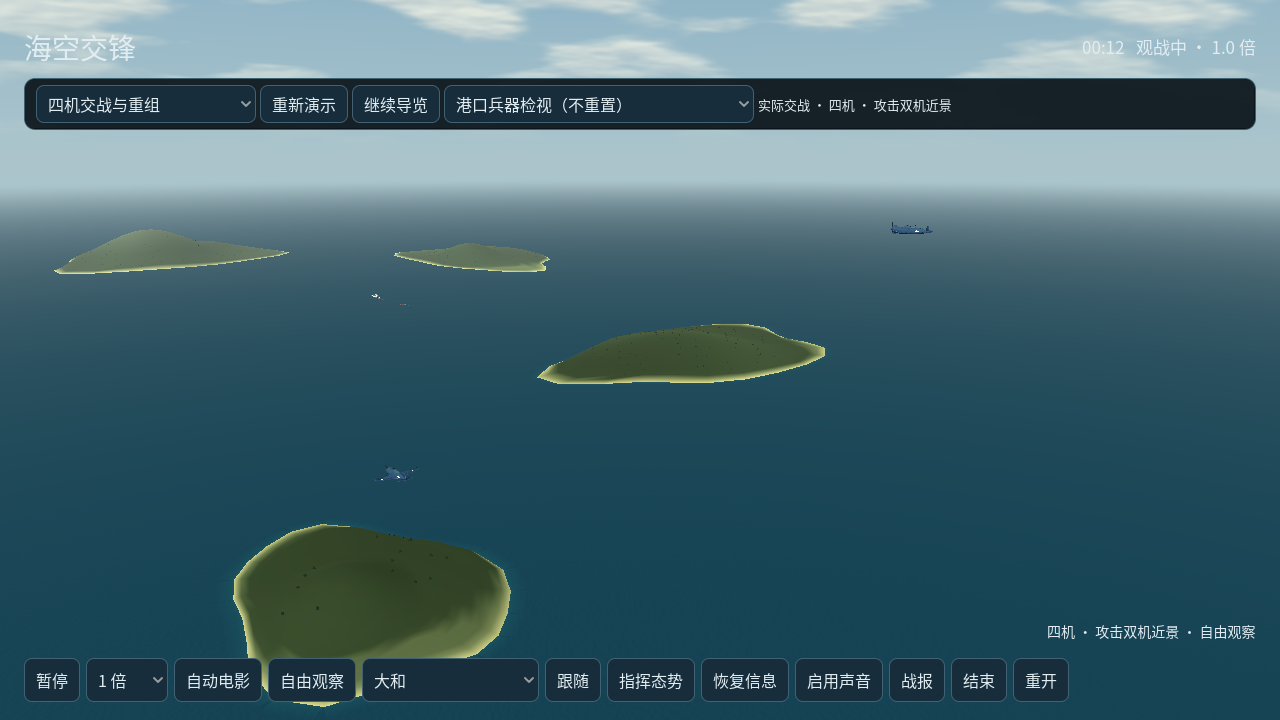 海空交锋
00:12 观战中 · 1.0 倍
四机交战与重组 重新演示 继续导览 港口兵器检视（不重置） 实际交战 · 四机 · 攻击双机近景
四机 · 攻击双机近景 · 自由观察
暂停 1 倍 自动电影 自由观察 大和 跟随 指挥态势 恢复信息 启用声音 战报 结束 重开